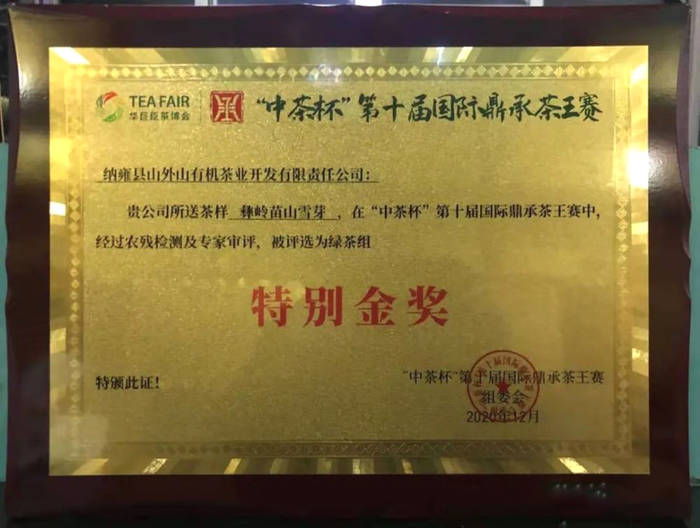 TEA FAIR
华巨臣茶博会
“中茶杯”第十届国际鼎承茶王赛
纳雍县山外山有机茶业开发有限责任公司：
贵公司所送茶样 彝岭苗山雪芽 ，在“中茶杯”第十届国际鼎承茶王赛中，
经过农残检测及专家审评，被评选为绿茶组
特别金奖
特颁此证！
“中茶杯”第十届国际鼎承茶王赛
组委会
2020年12月